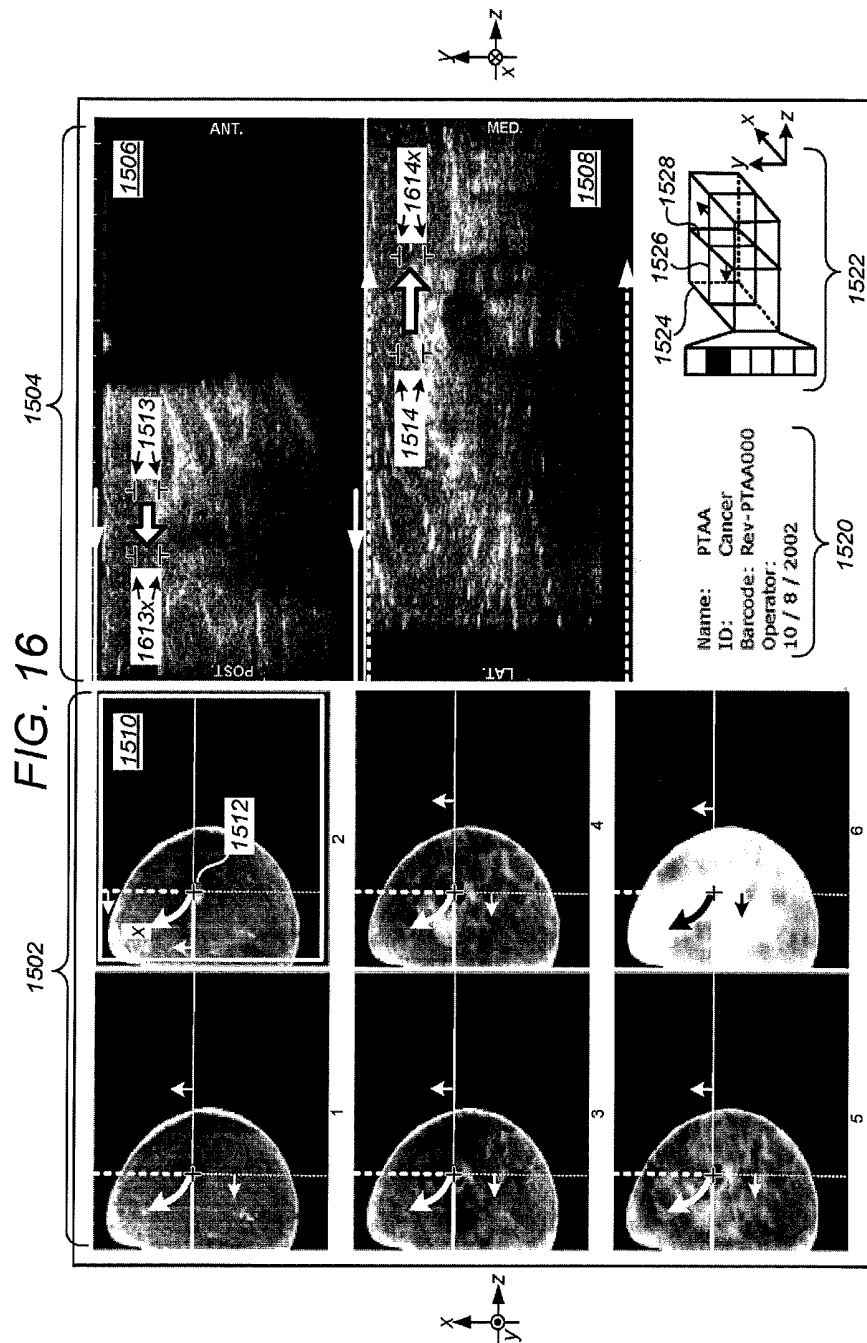 FIG. 16
1502
1504
1
1510
2
1512
X
3
4
5
6
1506
POST.
ANT.
1613x
1513
1508
LAT.
MED.
1514
1614x
Name: PTAA
ID: Cancer
Barcode: Rev-PTAA000
Operator:
10 / 8 / 2002
1520
1524
1526
1528
y
x
z
1522
x
y
z
y
x
z